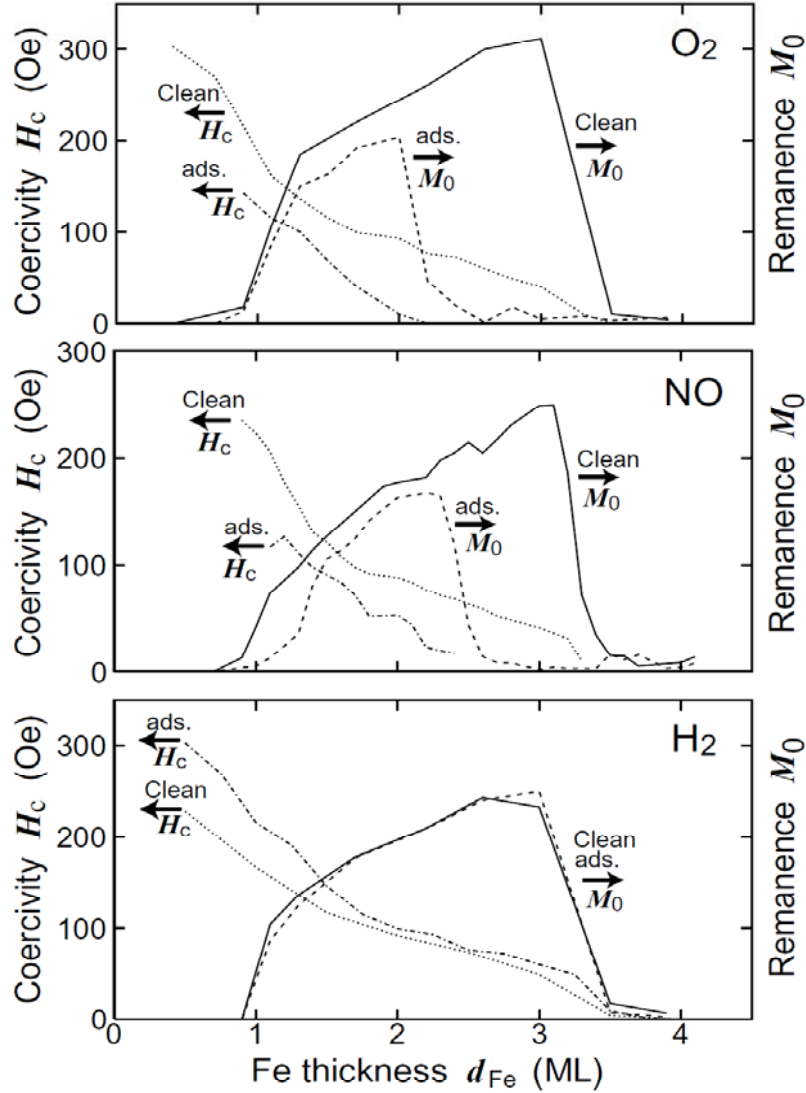 Coercivity Hc (Oe)
300
200
100
0
O2
Clean
Hc
ads.
Hc
ads.
M0
Clean
M0
Remanence M0
Coercivity Hc (Oe)
300
200
100
0
NO
Clean
Hc
ads.
Hc
ads.
M0
Clean
M0
Remanence M0
Coercivity Hc (Oe)
300
200
100
0
H2
ads.
Hc
Clean
Hc
Clean
ads.
M0
Remanence M0
0 1 2 3 4
Fe thickness dFe (ML)